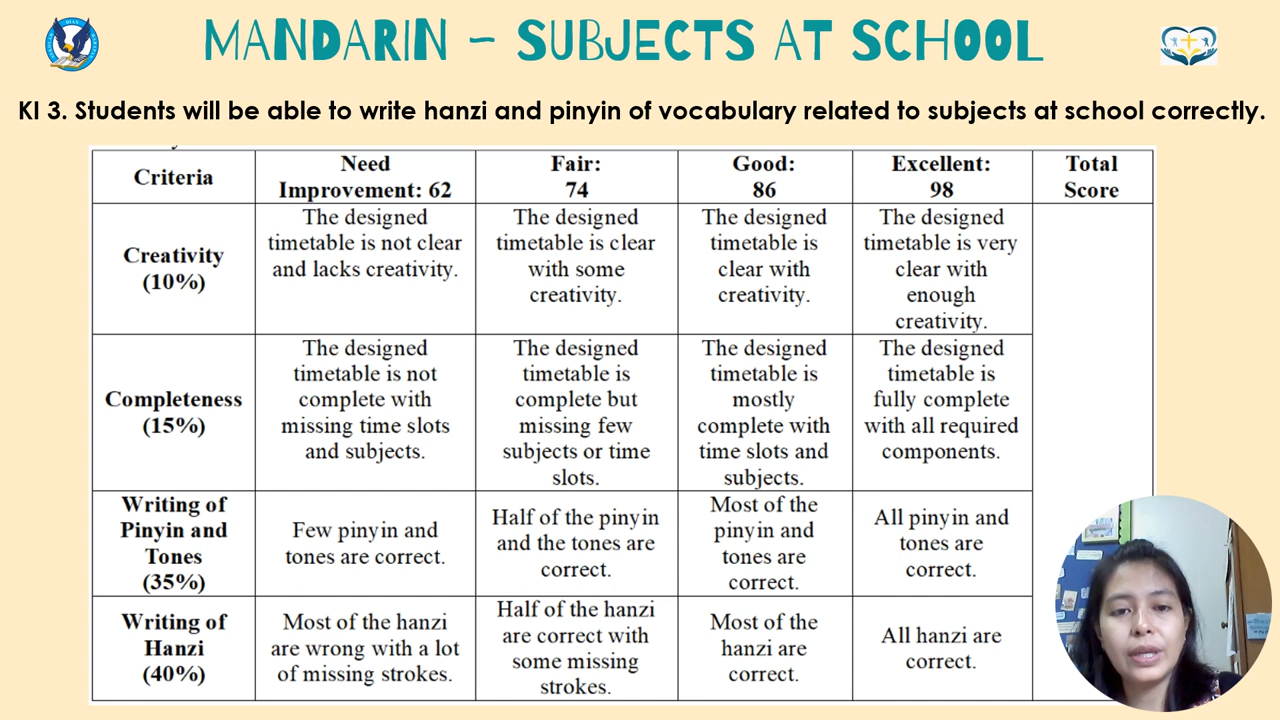 MANDARIN – SUBJECTS AT SCHOOL
KI 3. Students will be able to write hanzi and pinyin of vocabulary related to subjects at school correctly.
Criteria
Need
Improvement: 62
Fair:
74
Good:
86
Excellent:
98
Total
Score
Creativity
(10%)
The designed
timetable is not clear
and lacks creativity.
The designed
timetable is clear
with some
creativity.
The designed
timetable is
clear with
creativity.
The designed
timetable is very
clear with
enough
creativity.
Completeness
(15%)
The designed
timetable is not
complete with
missing time slots
and subjects.
The designed
timetable is
complete but
missing few
subjects or time
slots.
The designed
timetable is
mostly
complete with
time slots and
subjects.
The designed
timetable is
fully complete
with all required
components.
Writing of
Pinyin and
Tones
(35%)
Few pinyin and
tones are correct.
Half of the pinyin
and the tones are
correct.
Most of the
pinyin and
tones are
correct.
All pinyin and
tones are
correct.
Writing of
Hanzi
(40%)
Most of the hanzi
are wrong with a lot
of missing strokes.
Half of the hanzi
are correct with
some missing
strokes.
Most of the
hanzi are
correct.
All hanzi are
correct.